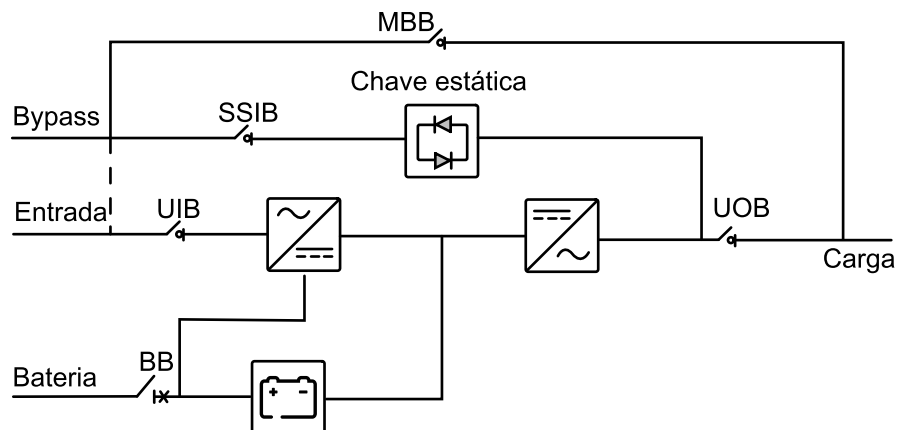 MBB
Chave estática
SSIB
Bypass
Entrada
UIB
UOB
Carga
BB
Bateria